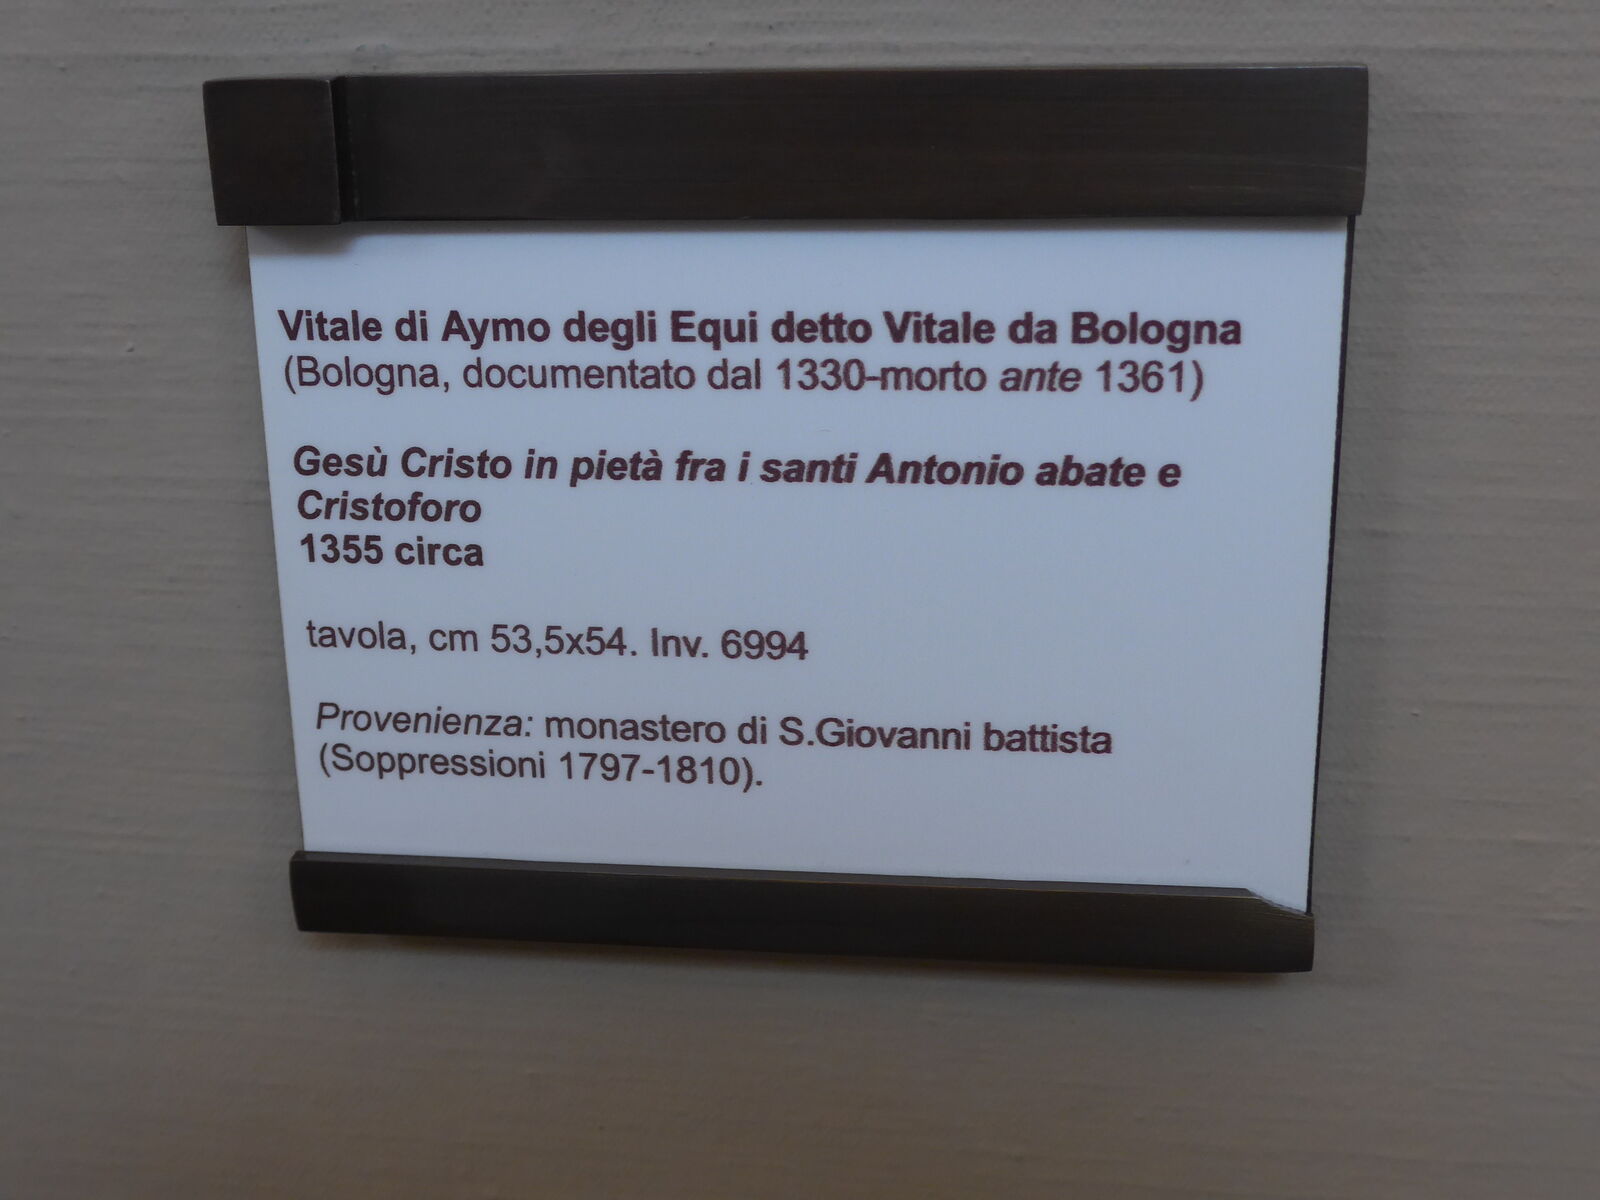 Vitale di Aymo degli Equi detto Vitale da Bologna
(Bologna, documentato dal 1330-morto ante 1361)
Gesù Cristo in pietà fra i santi Antonio abate e
Cristoforo
1355 circa
tavola, cm 53,5x54. Inv. 6994
Provenienza: monastero di S.Giovanni battista
(Soppressioni 1797-1810).